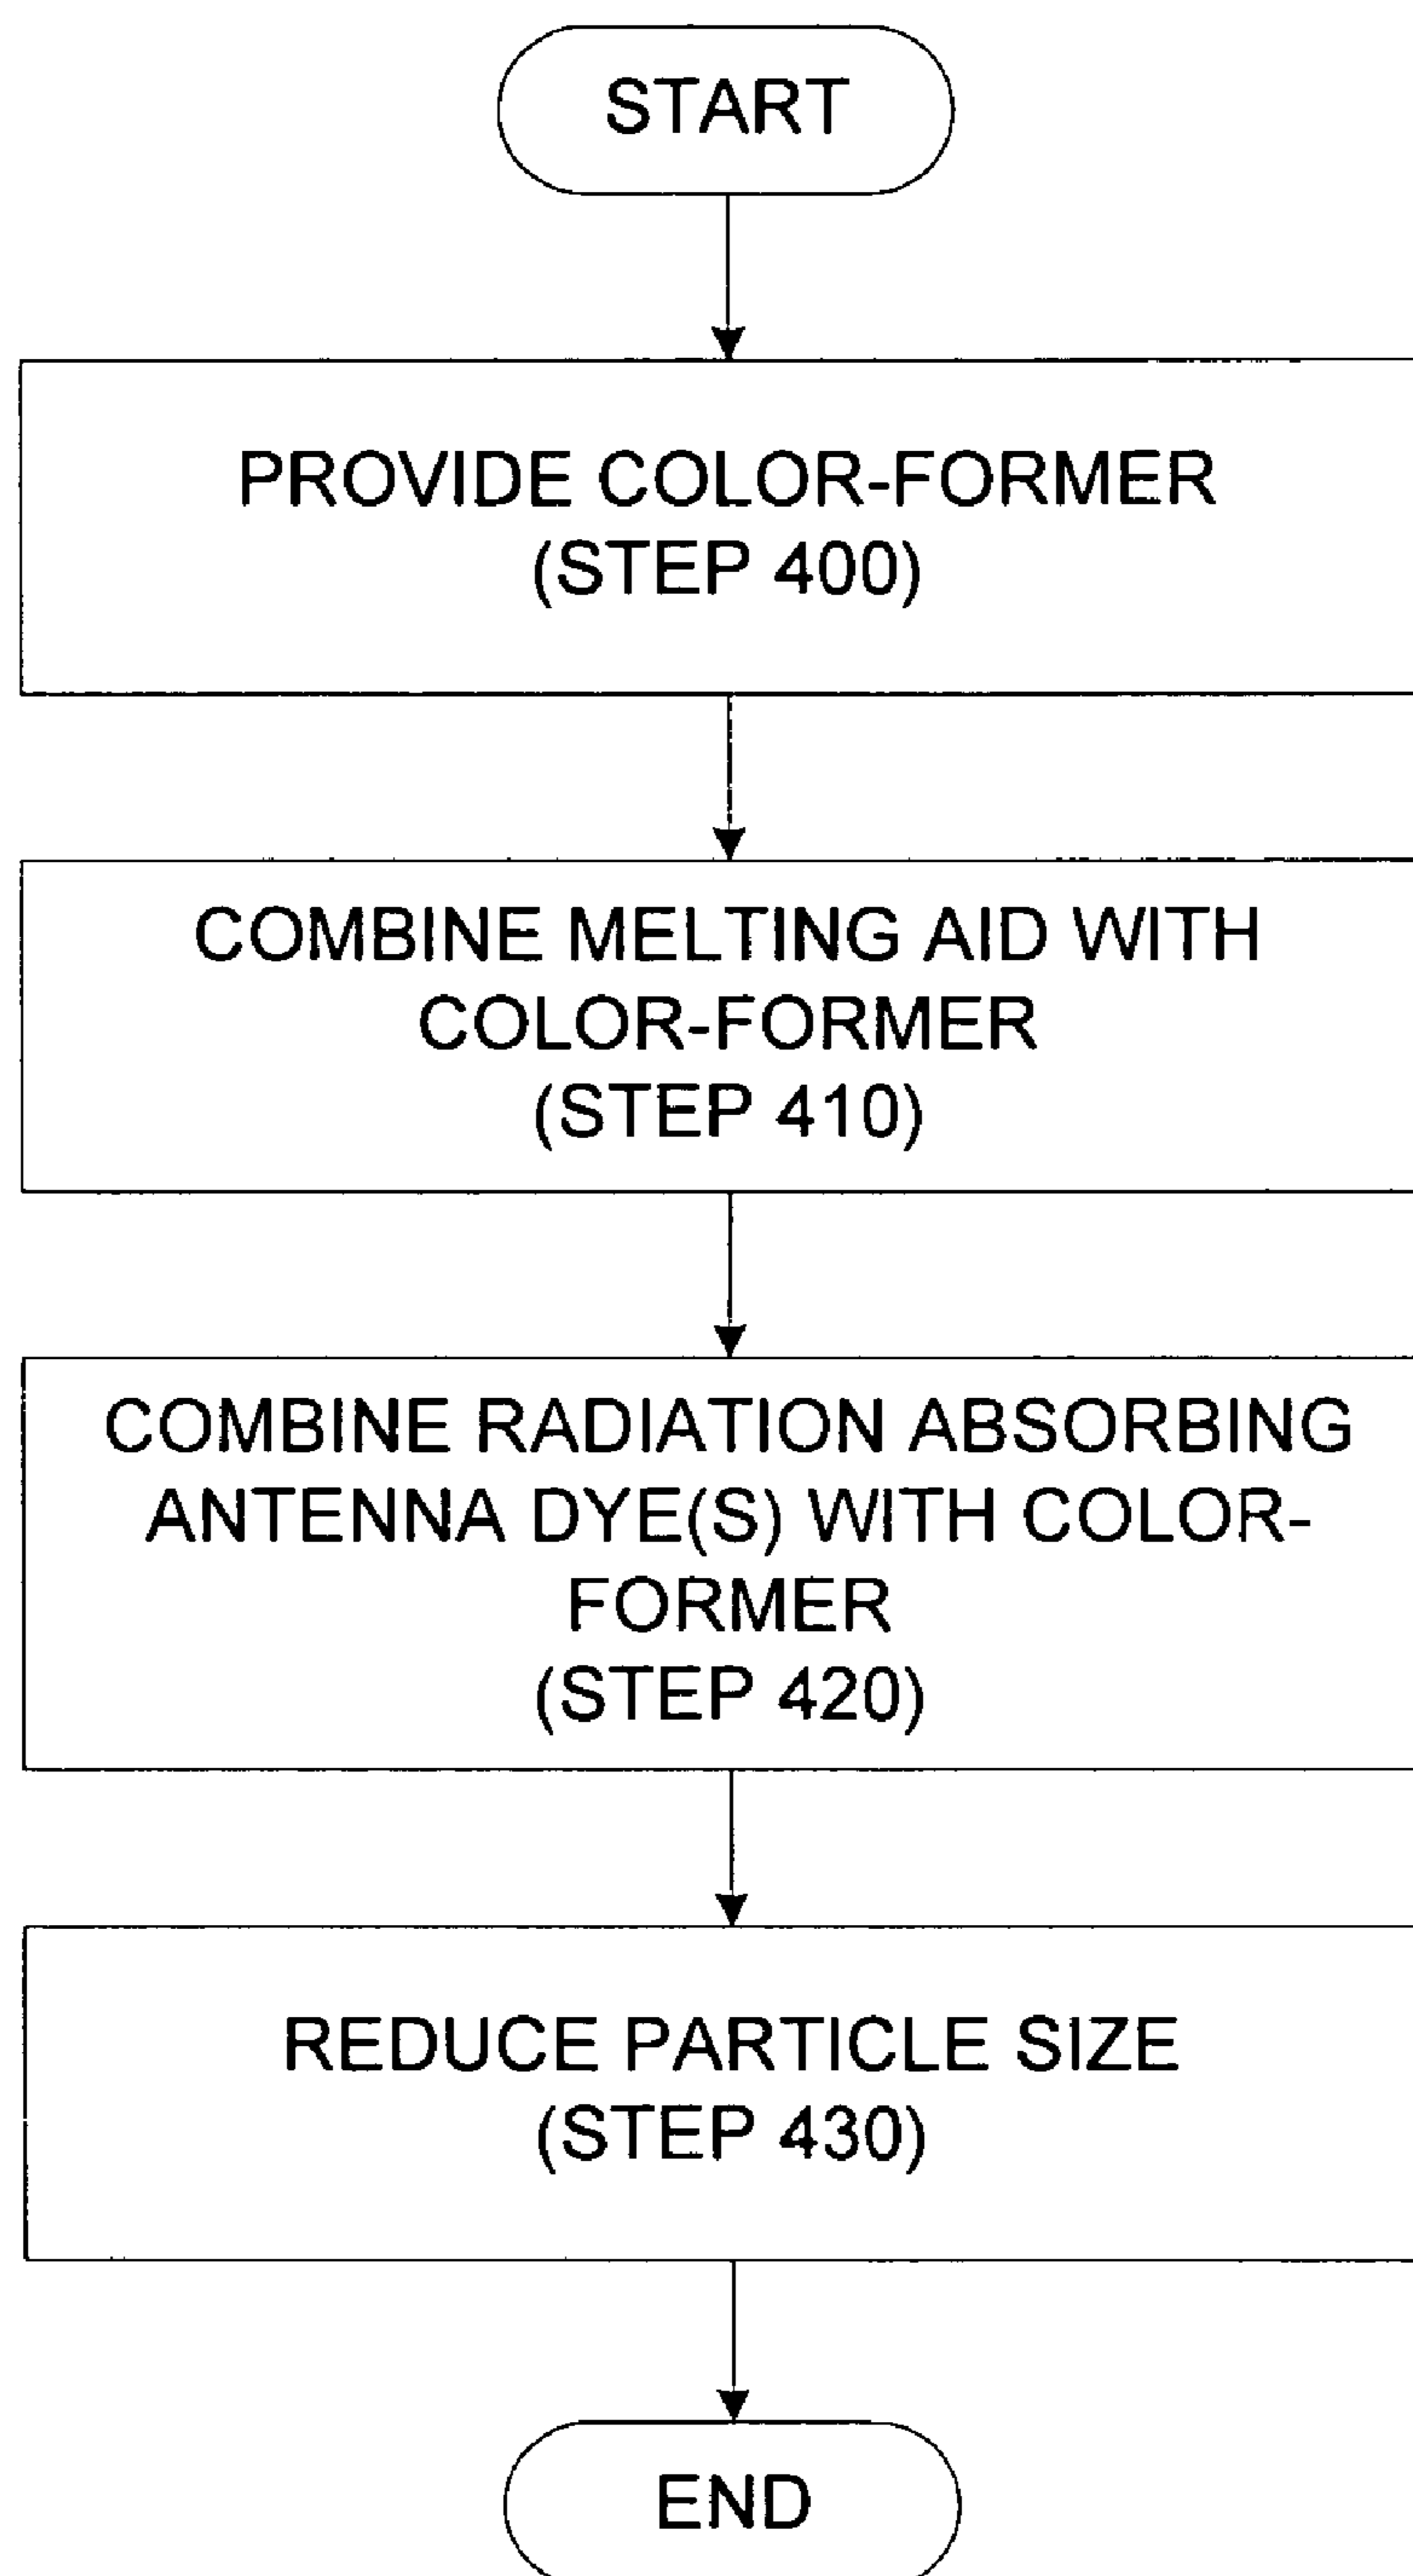 START
PROVIDE COLOR-FORMER
(STEP 400)
COMBINE MELTING AID WITH
COLOR-FORMER
(STEP 410)
COMBINE RADIATION ABSORBING
ANTENNA DYE(S) WITH COLOR-
FORMER
(STEP 420)
REDUCE PARTICLE SIZE
(STEP 430)
END